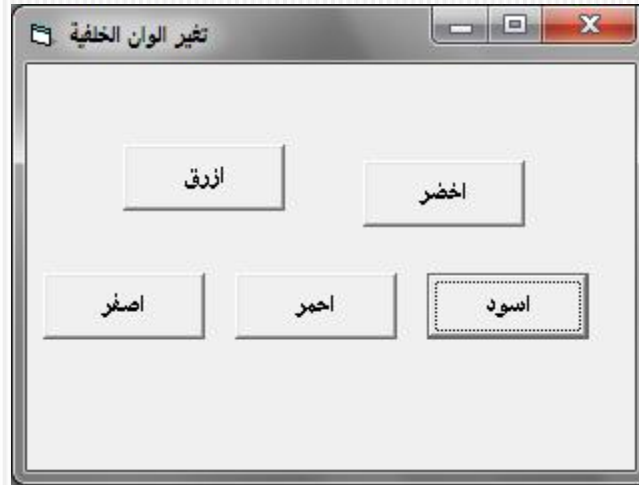 تغير الوان الخلفية
اخضر
ازرق
اسود
احمر
اصفر